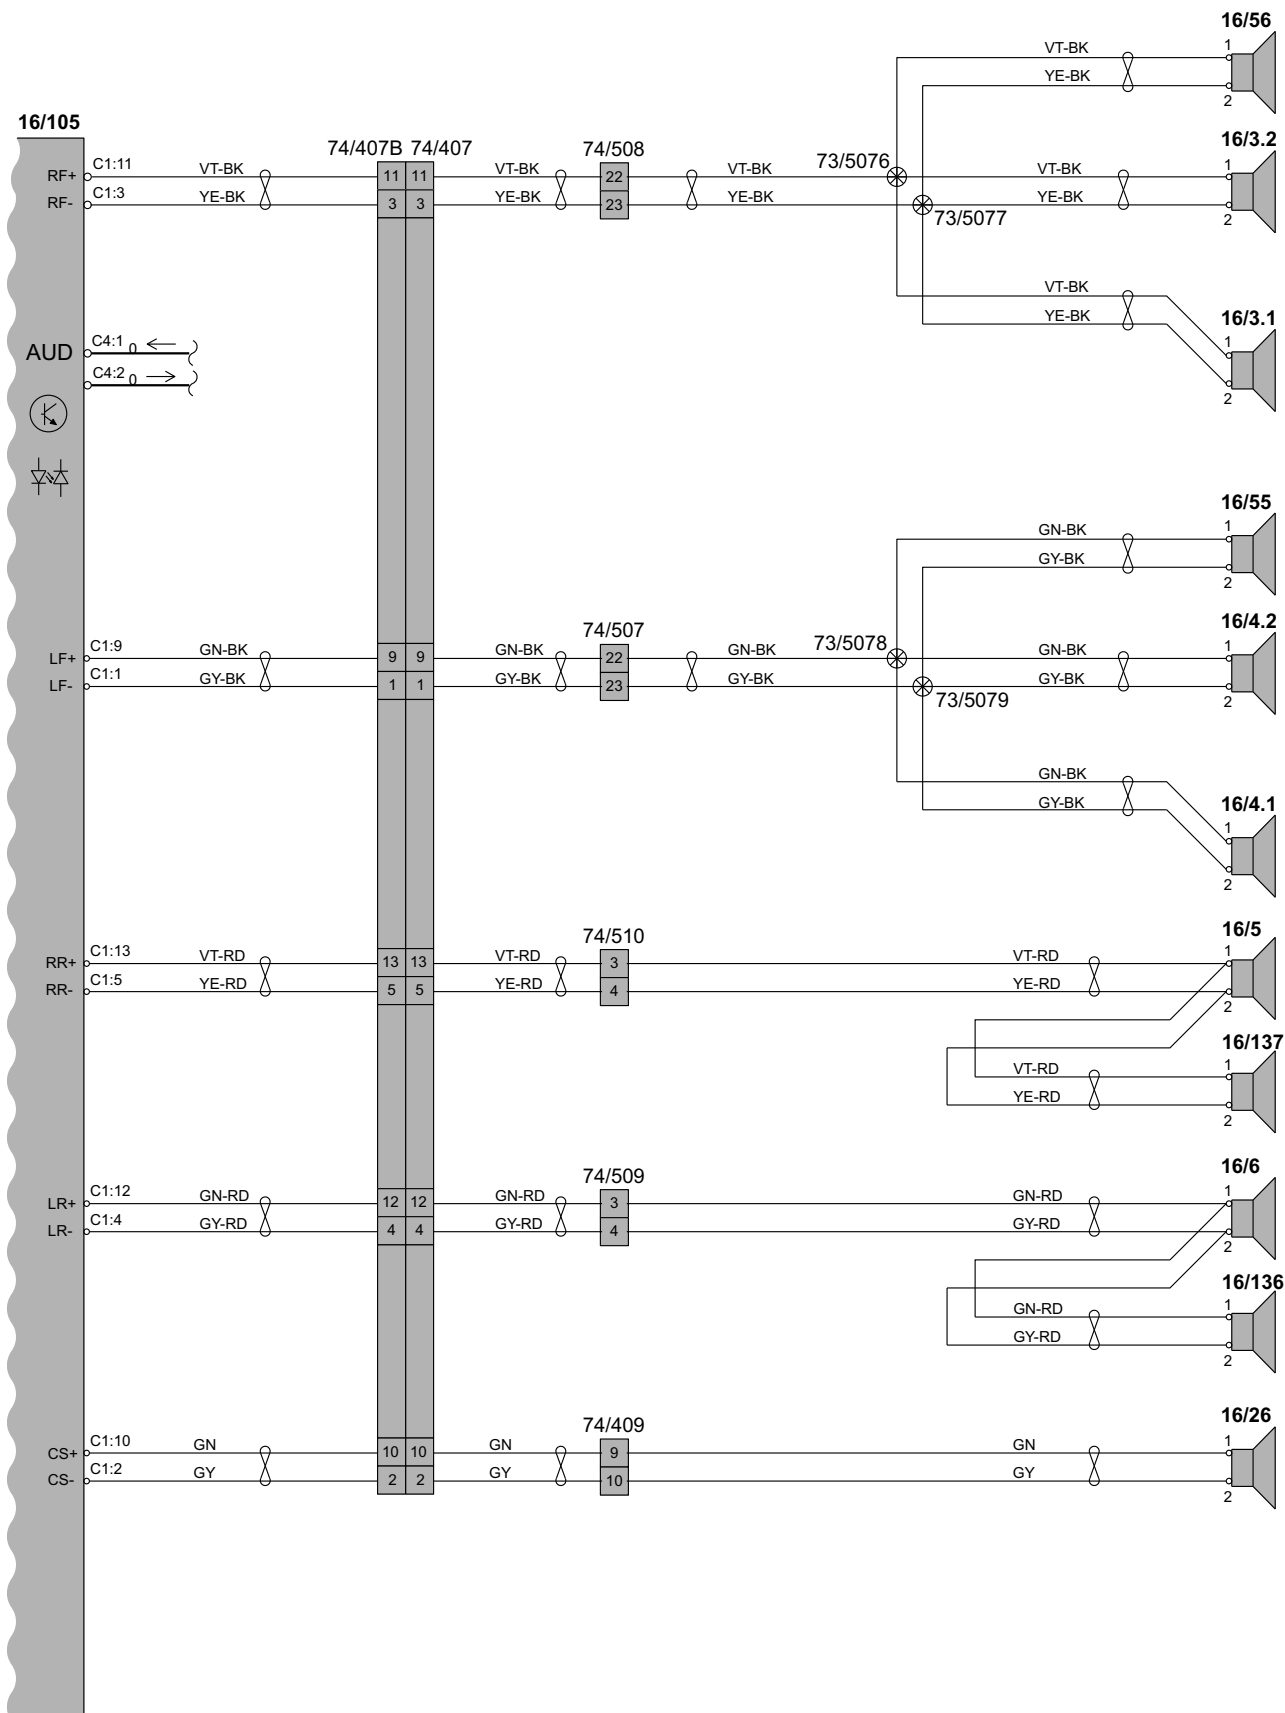 16/56
1 VT-BK
YE-BK
2
16/105
74/407B 74/407 74/508 73/5076 16/3.2
RF+ C1:11 VT-BK 11 11 VT-BK 22 VT-BK VT-BK 1
RF- C1:3 YE-BK 3 3 YE-BK 23 YE-BK YE-BK 2
73/5077
VT-BK
YE-BK
16/3.1
1
2
AUD
C4:1 0
C4:2 0
16/55
GN-BK 1
GY-BK
2
74/507 73/5078 16/4.2
LF+ C1:9 GN-BK 9 9 GN-BK 22 GN-BK GN-BK 1
LF- C1:1 GY-BK 1 1 GY-BK 23 GY-BK GY-BK 2
73/5079
GN-BK
GY-BK
16/4.1
1
2
74/510 16/5
RR+ C1:13 VT-RD 13 13 VT-RD 3 VT-RD 1
RR- C1:5 YE-RD 5 5 YE-RD 4 YE-RD 2
16/137
VT-RD 1
YE-RD 2
74/509 16/6
LR+ C1:12 GN-RD 12 12 GN-RD 3 GN-RD 1
LR- C1:4 GY-RD 4 4 GY-RD 4 GY-RD 2
16/136
GN-RD 1
GY-RD 2
74/409 16/26
CS+ C1:10 GN 10 10 GN 9 GN 1
CS- C1:2 GY 2 2 GY 10 GY 2